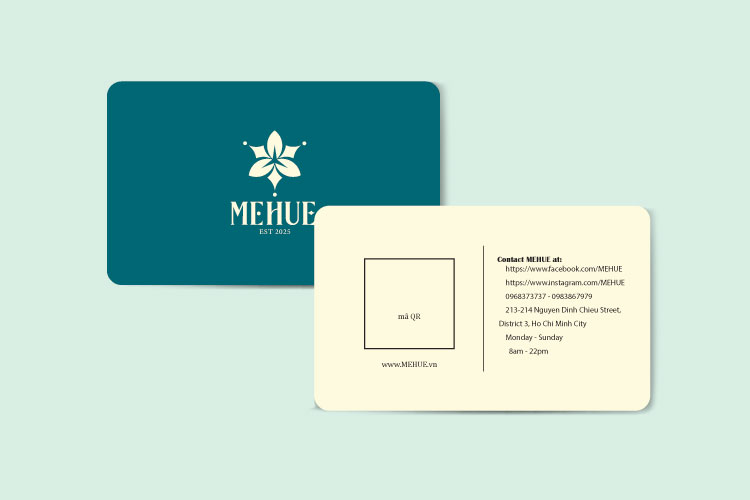 MEHUE
EST 2025
Contact MEHUE at:
https://www.facebook.com/MEHUE
https://www.instagram.com/MEHUE
0968373737 - 0983867979
213-214 Nguyen Dinh Chieu Street,
District 3, Ho Chi Minh City
Monday - Sunday
8am - 22pm
mã QR
www.MEHUE.vn